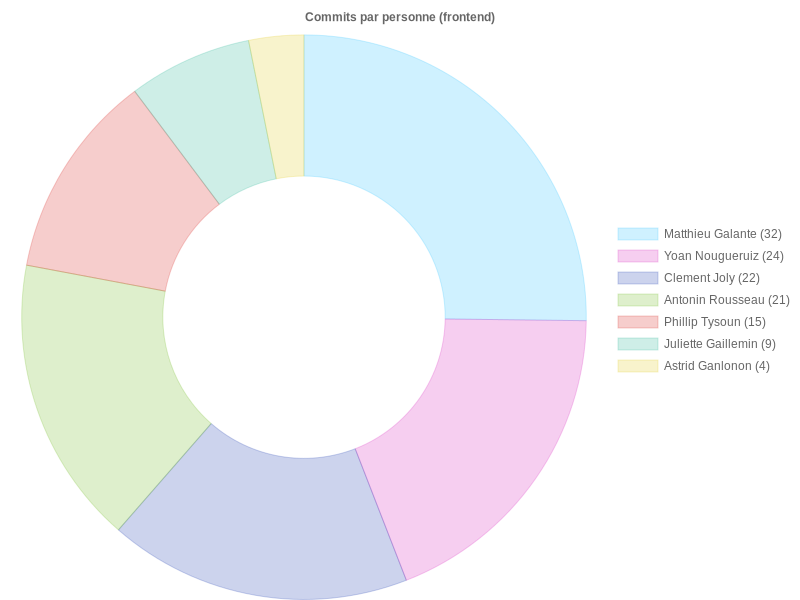 Commits par personne (frontend)
Matthieu Galante (32)
Yoan Nougueruiz (24)
Clement Joly (22)
Antonin Rousseau (21)
Phillip Tysoun (15)
Juliette Gaillemin (9)
Astrid Ganlonon (4)